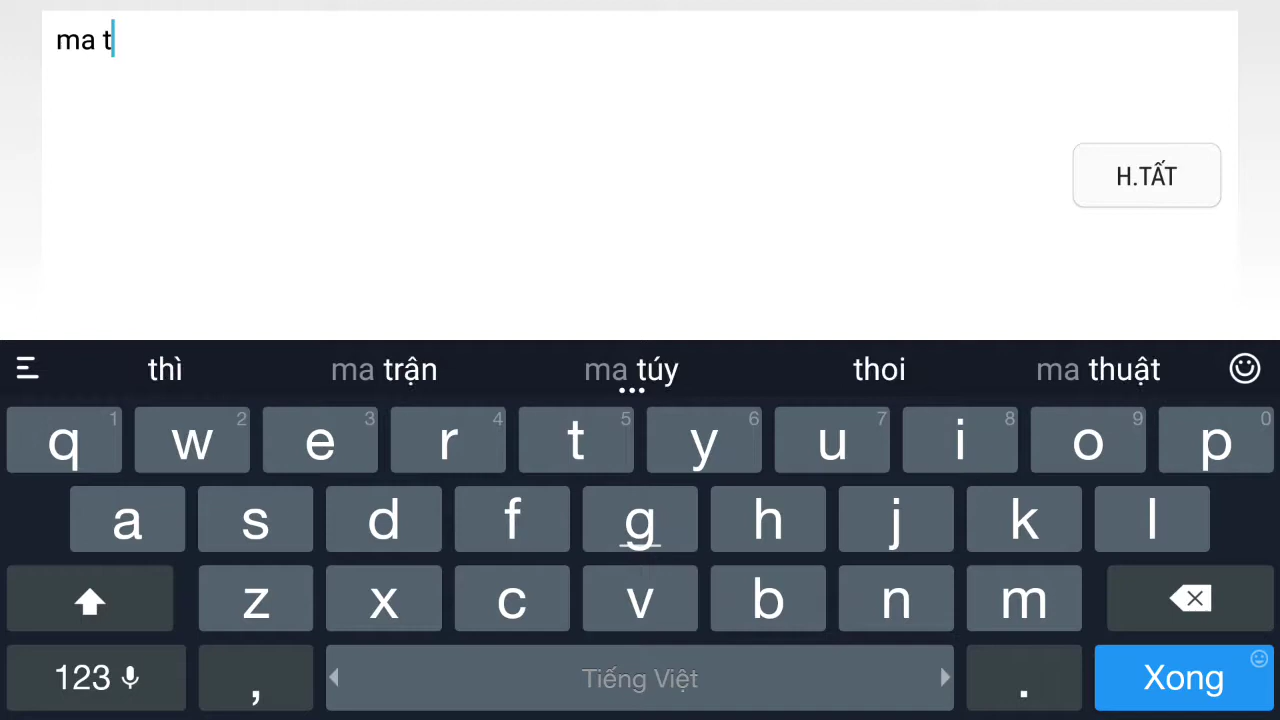 ma t
H.TẤT
thì ma trận ma túy thoi ma thuật
q 1 w 2 e 3 r 4 t 5 y 6 u 7 i 8 o 9 p 0
a s d f g h j k l
z x c v b n m
123 , Tiếng Việt . Xong